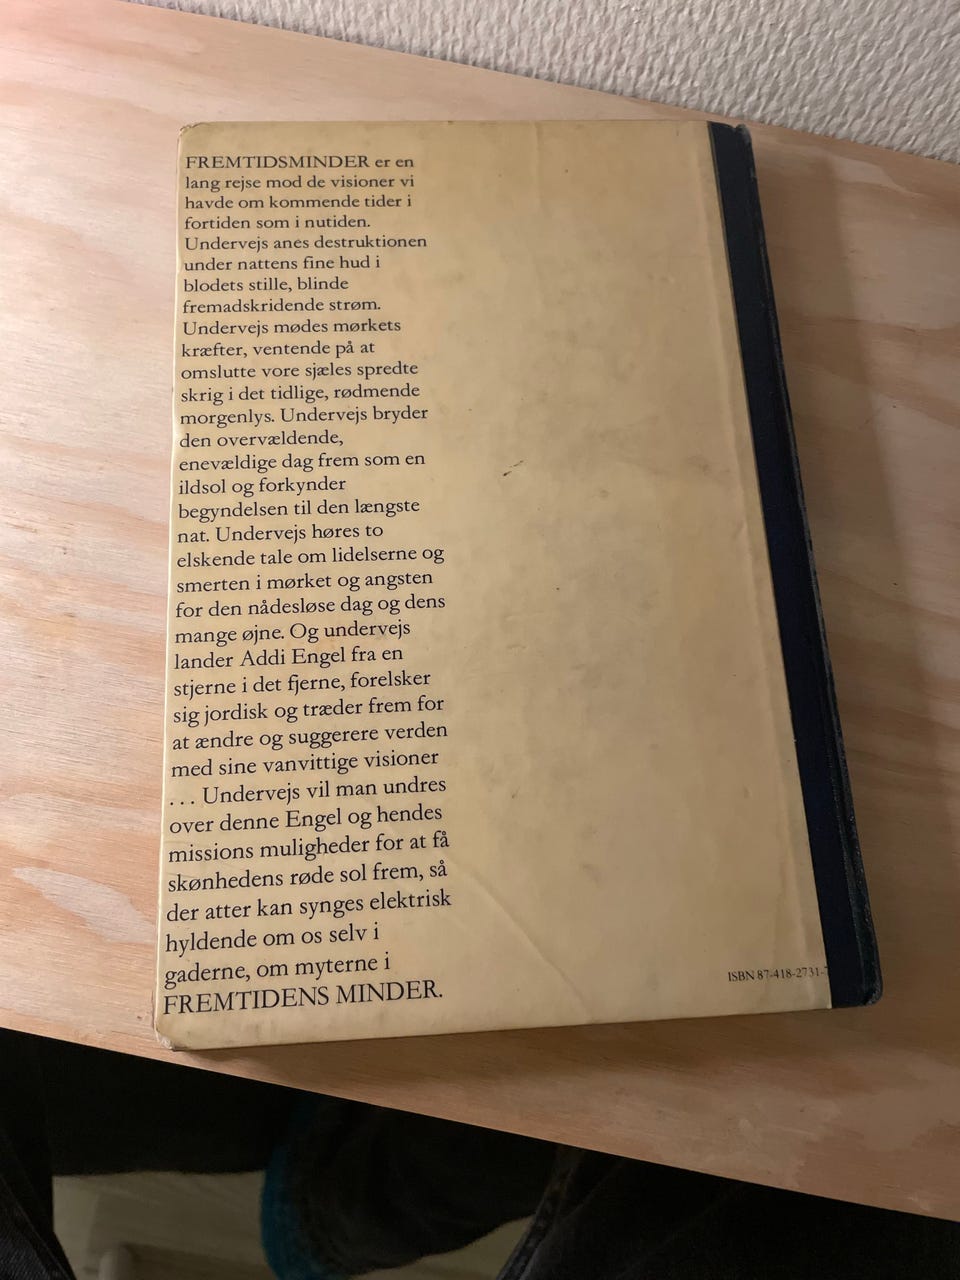 FREMTIDSMINDER er en
lang rejse mod de visioner vi
havde om kommende tider i
fortiden som i nutiden.
Undervejs anes destruktionen
under nattens fine hud i
blodets stille, blinde
fremadskridende strøm.
Undervejs mødes mørkets
kræfter, ventende på at
omslutte vore sjæles spredte
skrig i det tidlige, rødmende
morgenlys. Undervejs bryder
den overvældende,
enevældige dag frem som en
ildsol og forkynder
begyndelsen til den længste
nat. Undervejs høres to
elskende tale om lidelserne og
smerten i mørket og angsten
for den nådesløse dag og dens
mange øjne. Og undervejs
lander Addi Engel fra en
stjerne i det fjerne, forelsker
sig jordisk og træder frem for
at ændre og suggerere verden
med sine vanvittige visioner
... Undervejs vil man undres
over denne Engel og hendes
missions muligheder for at få
skønhedens røde sol frem, så
der atter kan synges elektrisk
hyldende om os selv i
gaderne, om myterne i
FREMTIDENS MINDER.
ISBN 87-418-2731-7